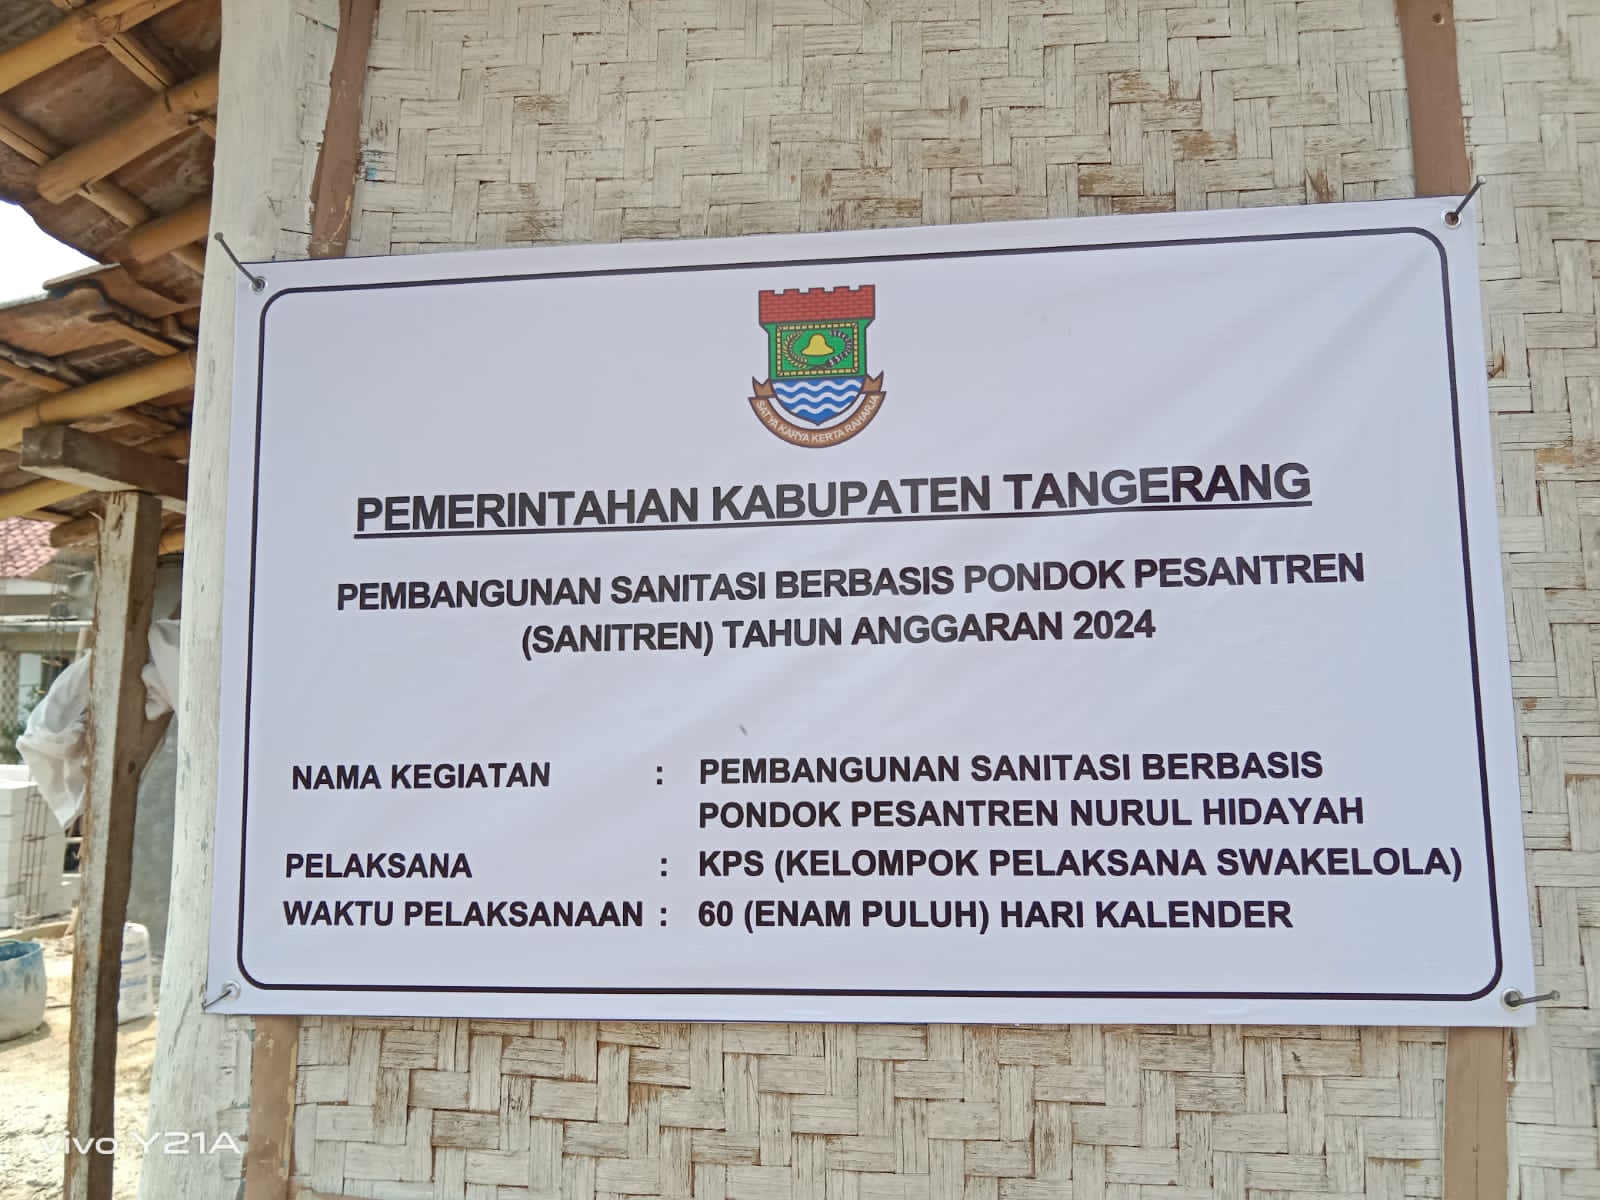 SATYA KARYA KERTA RAHARJA
PEMERINTAHAN KABUPATEN TANGERANG
PEMBANGUNAN SANITASI BERBASIS PONDOK PESANTREN
(SANITREN) TAHUN ANGGARAN 2024
NAMA KEGIATAN : PEMBANGUNAN SANITASI BERBASIS
PONDOK PESANTREN NURUL HIDAYAH
PELAKSANA : KPS (KELOMPOK PELAKSANA SWAKELOLA)
WAKTU PELAKSANAAN : 60 (ENAM PULUH) HARI KALENDER
vivo Y21A